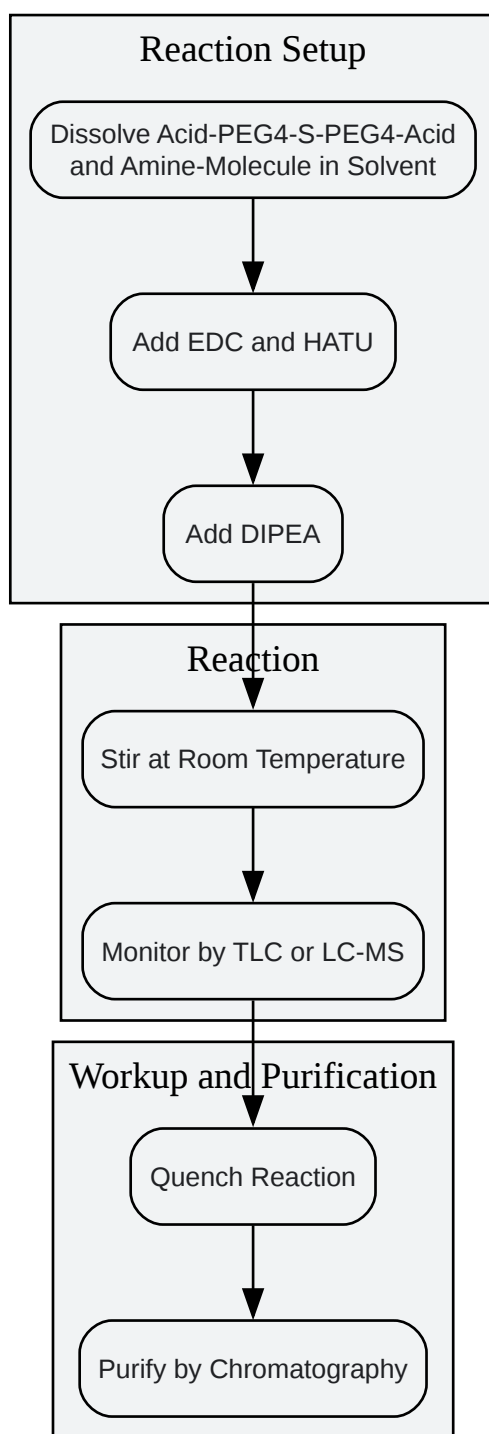 Reaction Setup
Dissolve Acid-PEG4-S-PEG4-Acid
and Amine-Molecule in Solvent
Add EDC and HATU
Add DIPEA
Reaction
Stir at Room Temperature
Monitor by TLC or LC-MS
Workup and Purification
Quench Reaction
Purify by Chromatography